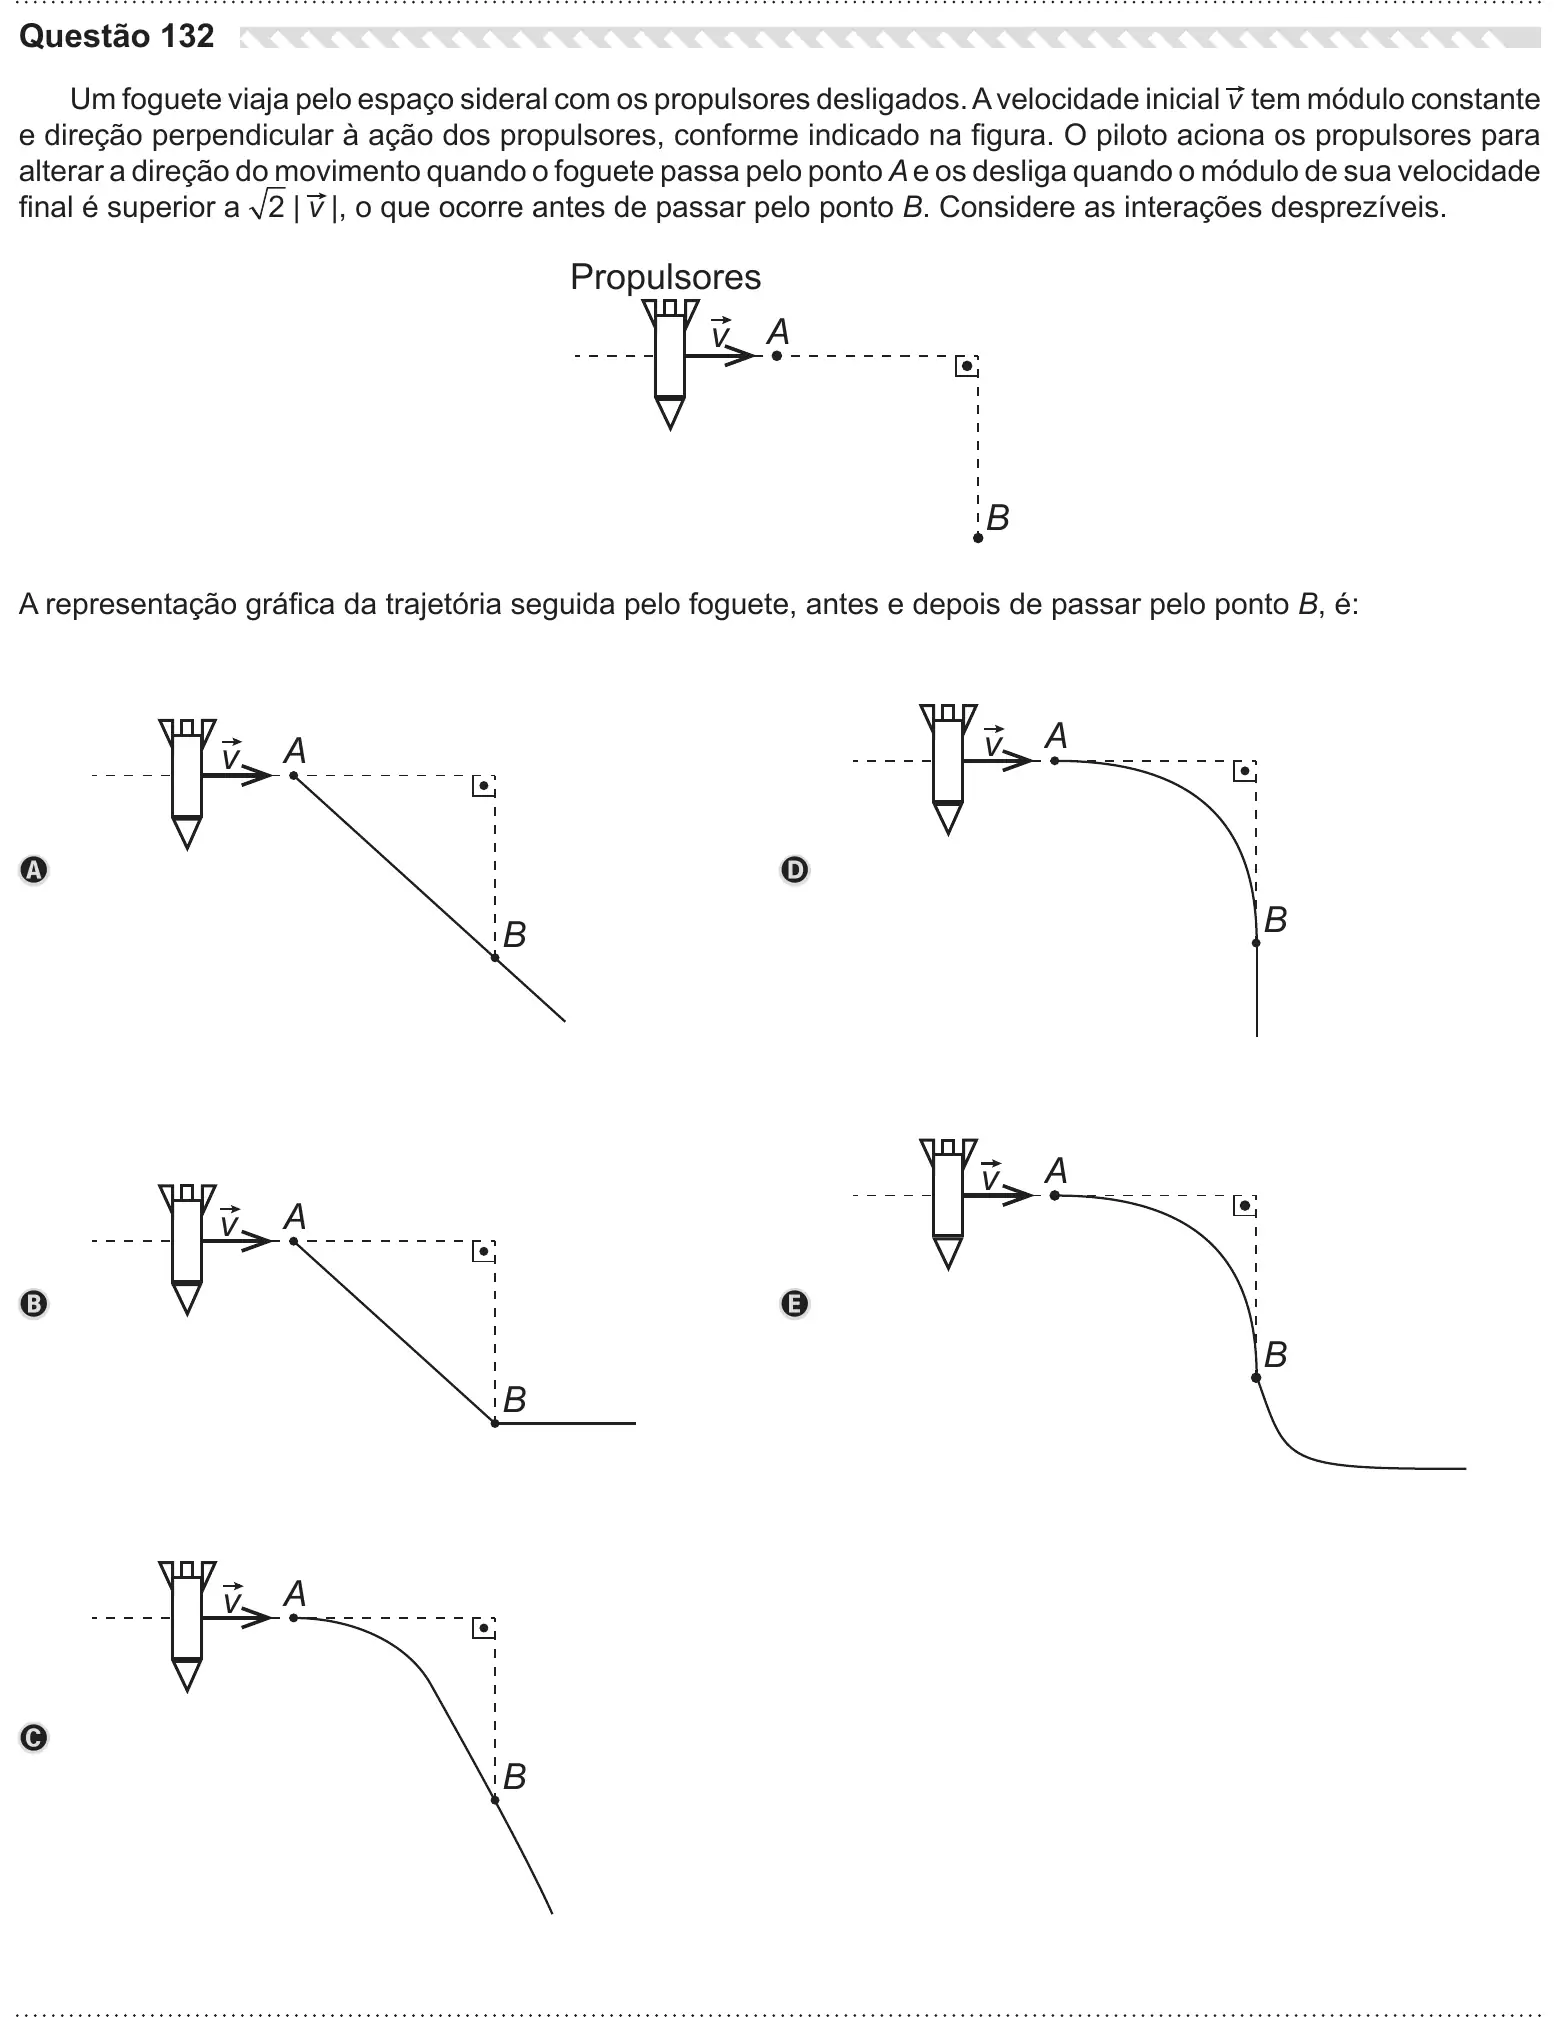 Questão 132
Um foguete viaja pelo espaço sideral com os propulsores desligados. A velocidade inicial v⃗ tem módulo constante
e direção perpendicular à ação dos propulsores, conforme indicado na figura. O piloto aciona os propulsores para
alterar a direção do movimento quando o foguete passa pelo ponto A e os desliga quando o módulo de sua velocidade
final é superior a √2 | v⃗ |, o que ocorre antes de passar pelo ponto B. Considere as interações desprezíveis.
Propulsores
v⃗ A
B
A representação gráfica da trajetória seguida pelo foguete, antes e depois de passar pelo ponto B, é:
A
v⃗ A
B
B
v⃗ A
B
C
v⃗ A
B
D
v⃗ A
B
E
v⃗ A
B